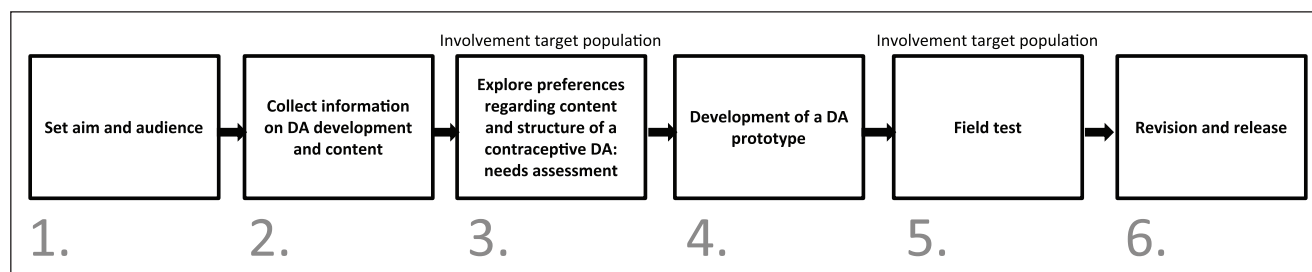 Involvement target population
Involvement target population
Set aim and audience
Collect information
on DA development
and content
Explore preferences
regarding content
and structure of a
contraceptive DA:
needs assessment
Development of a DA
prototype
Field test
Revision and release
1.
2.
3.
4.
5.
6.